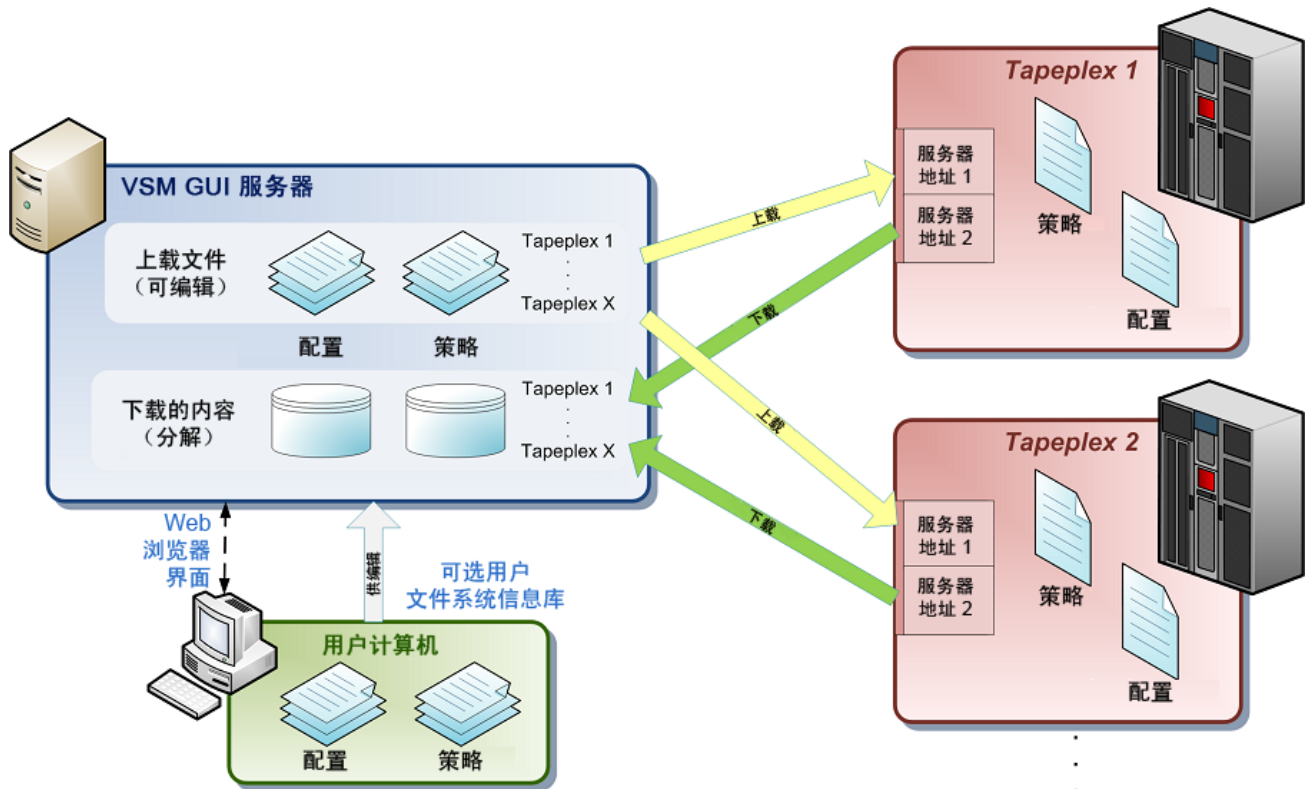 VSM GUI 服务器
上载文件
（可编辑）
配置
策略
Tapeplex 1
.
.
.
Tapeplex X
下载的内容
（分解）
Tapeplex 1
.
.
.
Tapeplex X
上载
下载
上载
下载
Tapeplex 1
服务器
地址 1
服务器
地址 2
策略
配置
Tapeplex 2
服务器
地址 1
服务器
地址 2
策略
配置
.
.
Web
浏览器
界面
供编辑
可选用户
文件系统信息库
用户计算机
配置
策略